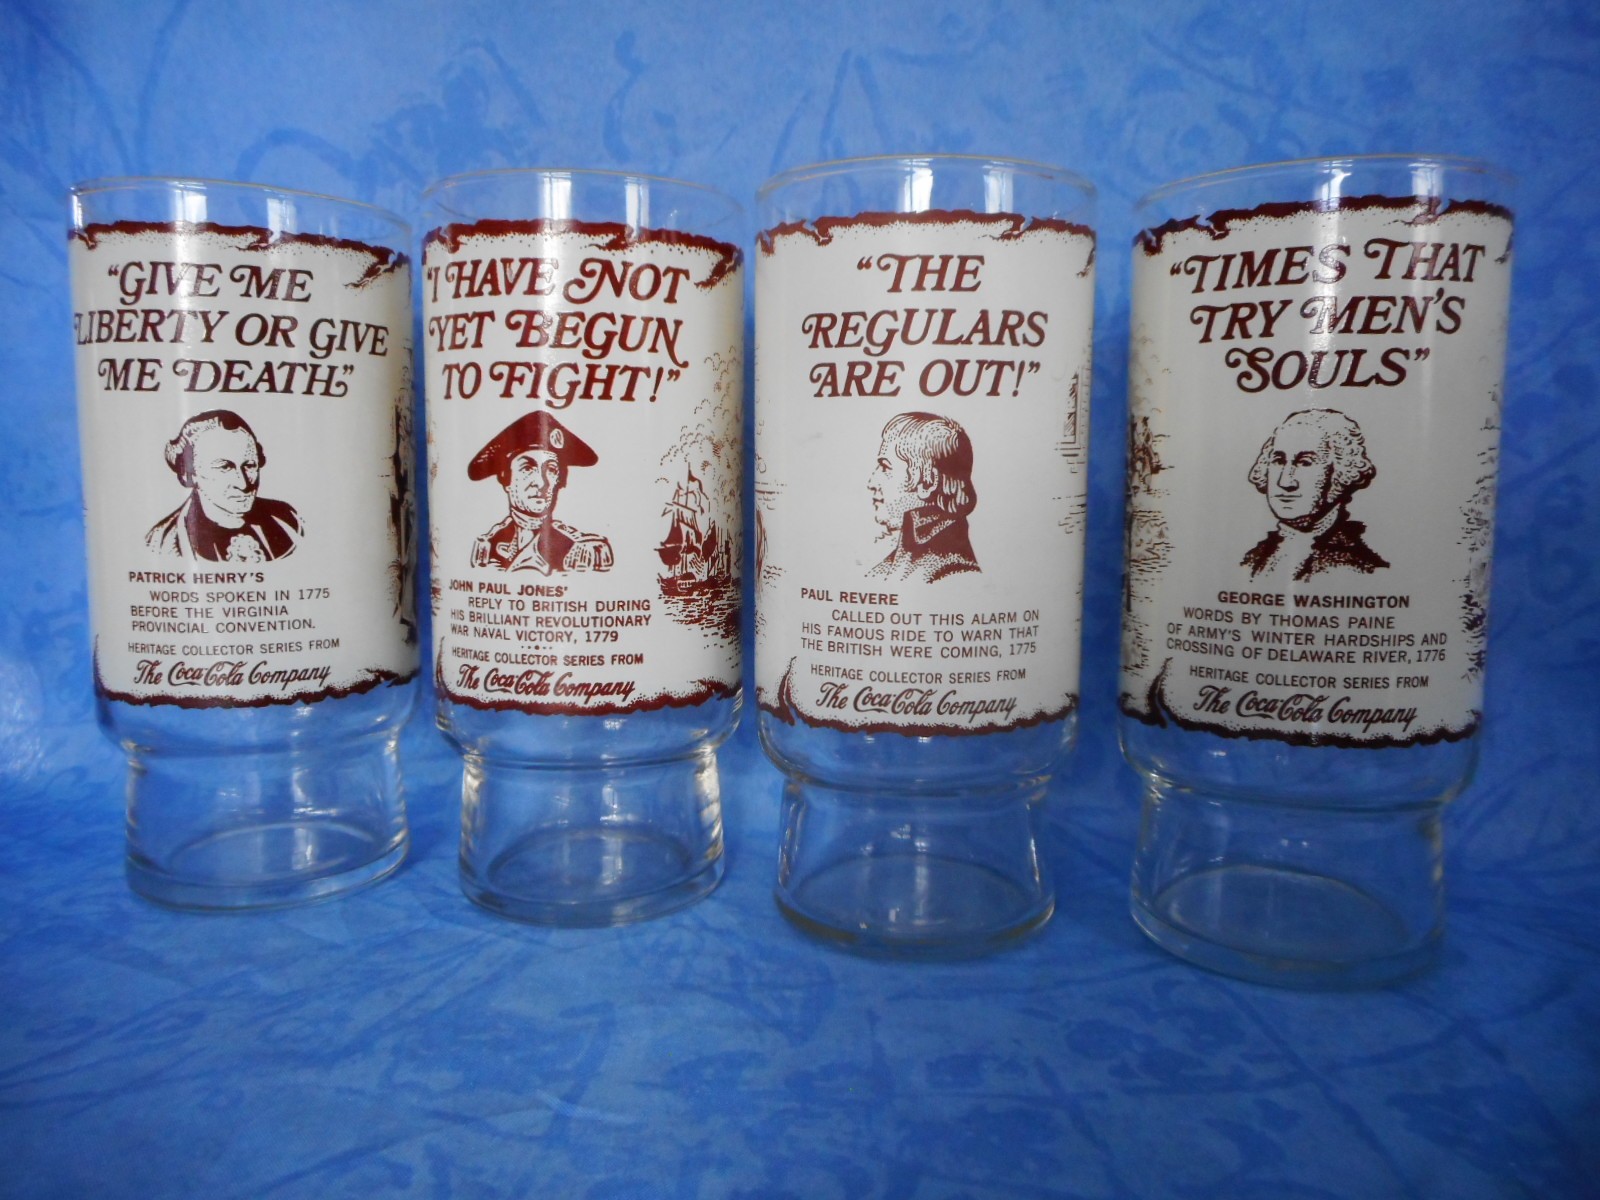 “GIVE ME
LIBERTY OR GIVE
ME DEATH”
PATRICK HENRY'S
WORDS SPOKEN IN 1775
BEFORE THE VIRGINIA
PROVINCIAL CONVENTION.
HERITAGE COLLECTOR SERIES FROM
The Coca-Cola Company
“I HAVE NOT
YET BEGUN
TO FIGHT!”
JOHN PAUL JONES'
REPLY TO BRITISH DURING
HIS BRILLIANT REVOLUTIONARY
WAR NAVAL VICTORY, 1779
HERITAGE COLLECTOR SERIES FROM
The Coca-Cola Company
“THE
REGULARS
ARE OUT!”
PAUL REVERE
CALLED OUT THIS ALARM ON
HIS FAMOUS RIDE TO WARN THAT
THE BRITISH WERE COMING, 1775
HERITAGE COLLECTOR SERIES FROM
The Coca-Cola Company
“TIMES THAT
TRY MEN'S
SOULS”
GEORGE WASHINGTON
WORDS BY THOMAS PAINE
OF ARMY'S WINTER HARDSHIPS AND
CROSSING OF DELAWARE RIVER, 1776
HERITAGE COLLECTOR SERIES FROM
The Coca-Cola Company